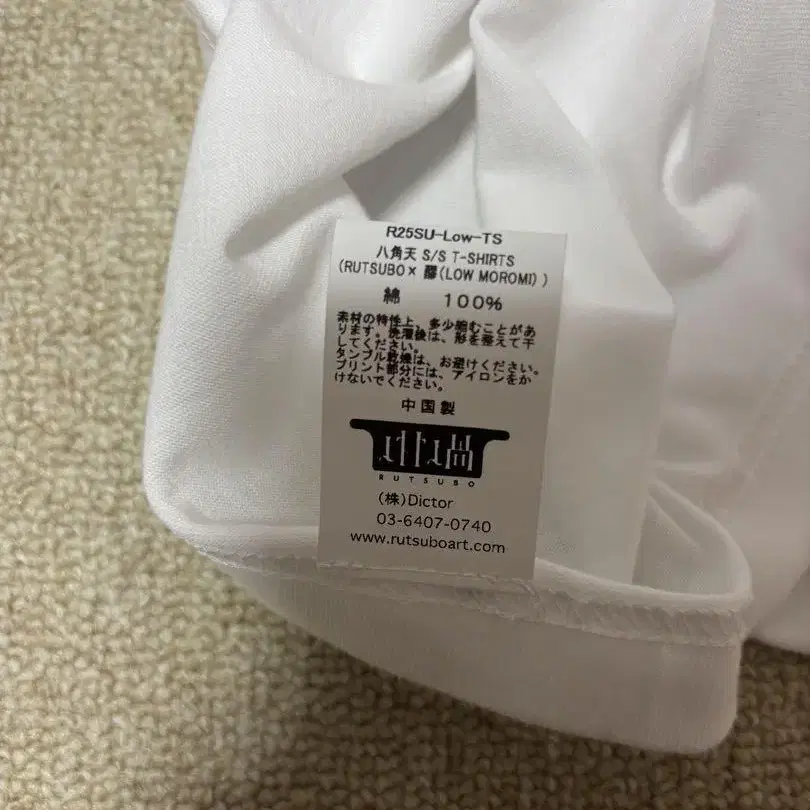 R25SU-Low-TS
八角天 S/S T-SHIRTS
(RUTSUBO× 醪(LOW MOROMI) )
綿 100%
素材の特性上、多少縮むことがあ
ります。洗濯後は、形を整えて干
してください。
タンブル乾燥は、お避けください。
プリント部分には、アイロンをか
けないでください。
中国製
RUTSUBO
(株)Dictor
03-6407-0740
www.rutsuboart.com